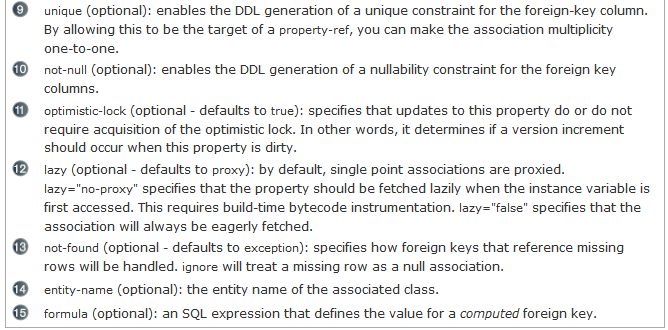 9 unique (optional): enables the DDL generation of a unique constraint for the foreign-key column.
By allowing this to be the target of a property-ref, you can make the association multiplicity
one-to-one.
10 not-null (optional): enables the DDL generation of a nullability constraint for the foreign key
columns.
11 optimistic-lock (optional - defaults to true): specifies that updates to this property do or do not
require acquisition of the optimistic lock. In other words, it determines if a version increment
should occur when this property is dirty.
12 lazy (optional - defaults to proxy): by default, single point associations are proxied.
lazy="no-proxy" specifies that the property should be fetched lazily when the instance variable is
first accessed. This requires build-time bytecode instrumentation. lazy="false" specifies that the
association will always be eagerly fetched.
13 not-found (optional - defaults to exception): specifies how foreign keys that reference missing
rows will be handled. ignore will treat a missing row as a null association.
14 entity-name (optional): the entity name of the associated class.
15 formula (optional): an SQL expression that defines the value for a computed foreign key.